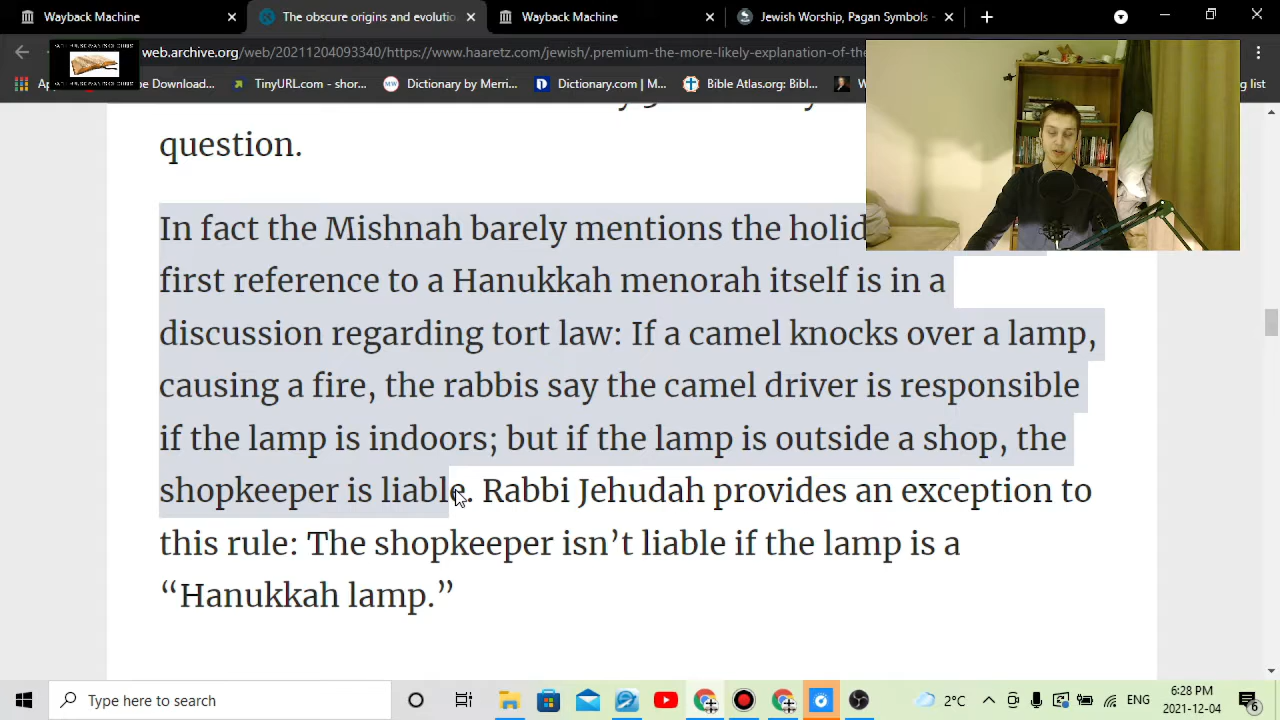 Wayback Machine
The obscure origins and evolutio
Wayback Machine
Jewish Worship, Pagan Symbols -
web.archive.org/web/20211204093340/https://www.haaretz.com/jewish/.premium-the-more-likely-explanation-of-the
Download...
TinyURL.com - shor...
Dictionary by Merri...
Dictionary.com | M...
Bible Atlas.org: Bibl...
question.
In fact the Mishnah barely mentions the holid
first reference to a Hanukkah menorah itself is in a
discussion regarding tort law: If a camel knocks over a lamp,
causing a fire, the rabbis say the camel driver is responsible
if the lamp is indoors; but if the lamp is outside a shop, the
shopkeeper is liable. Rabbi Jehudah provides an exception to
this rule: The shopkeeper isn’t liable if the lamp is a
“Hanukkah lamp.”
Type here to search
2°C
ENG
6:28 PM
2021-12-04
6